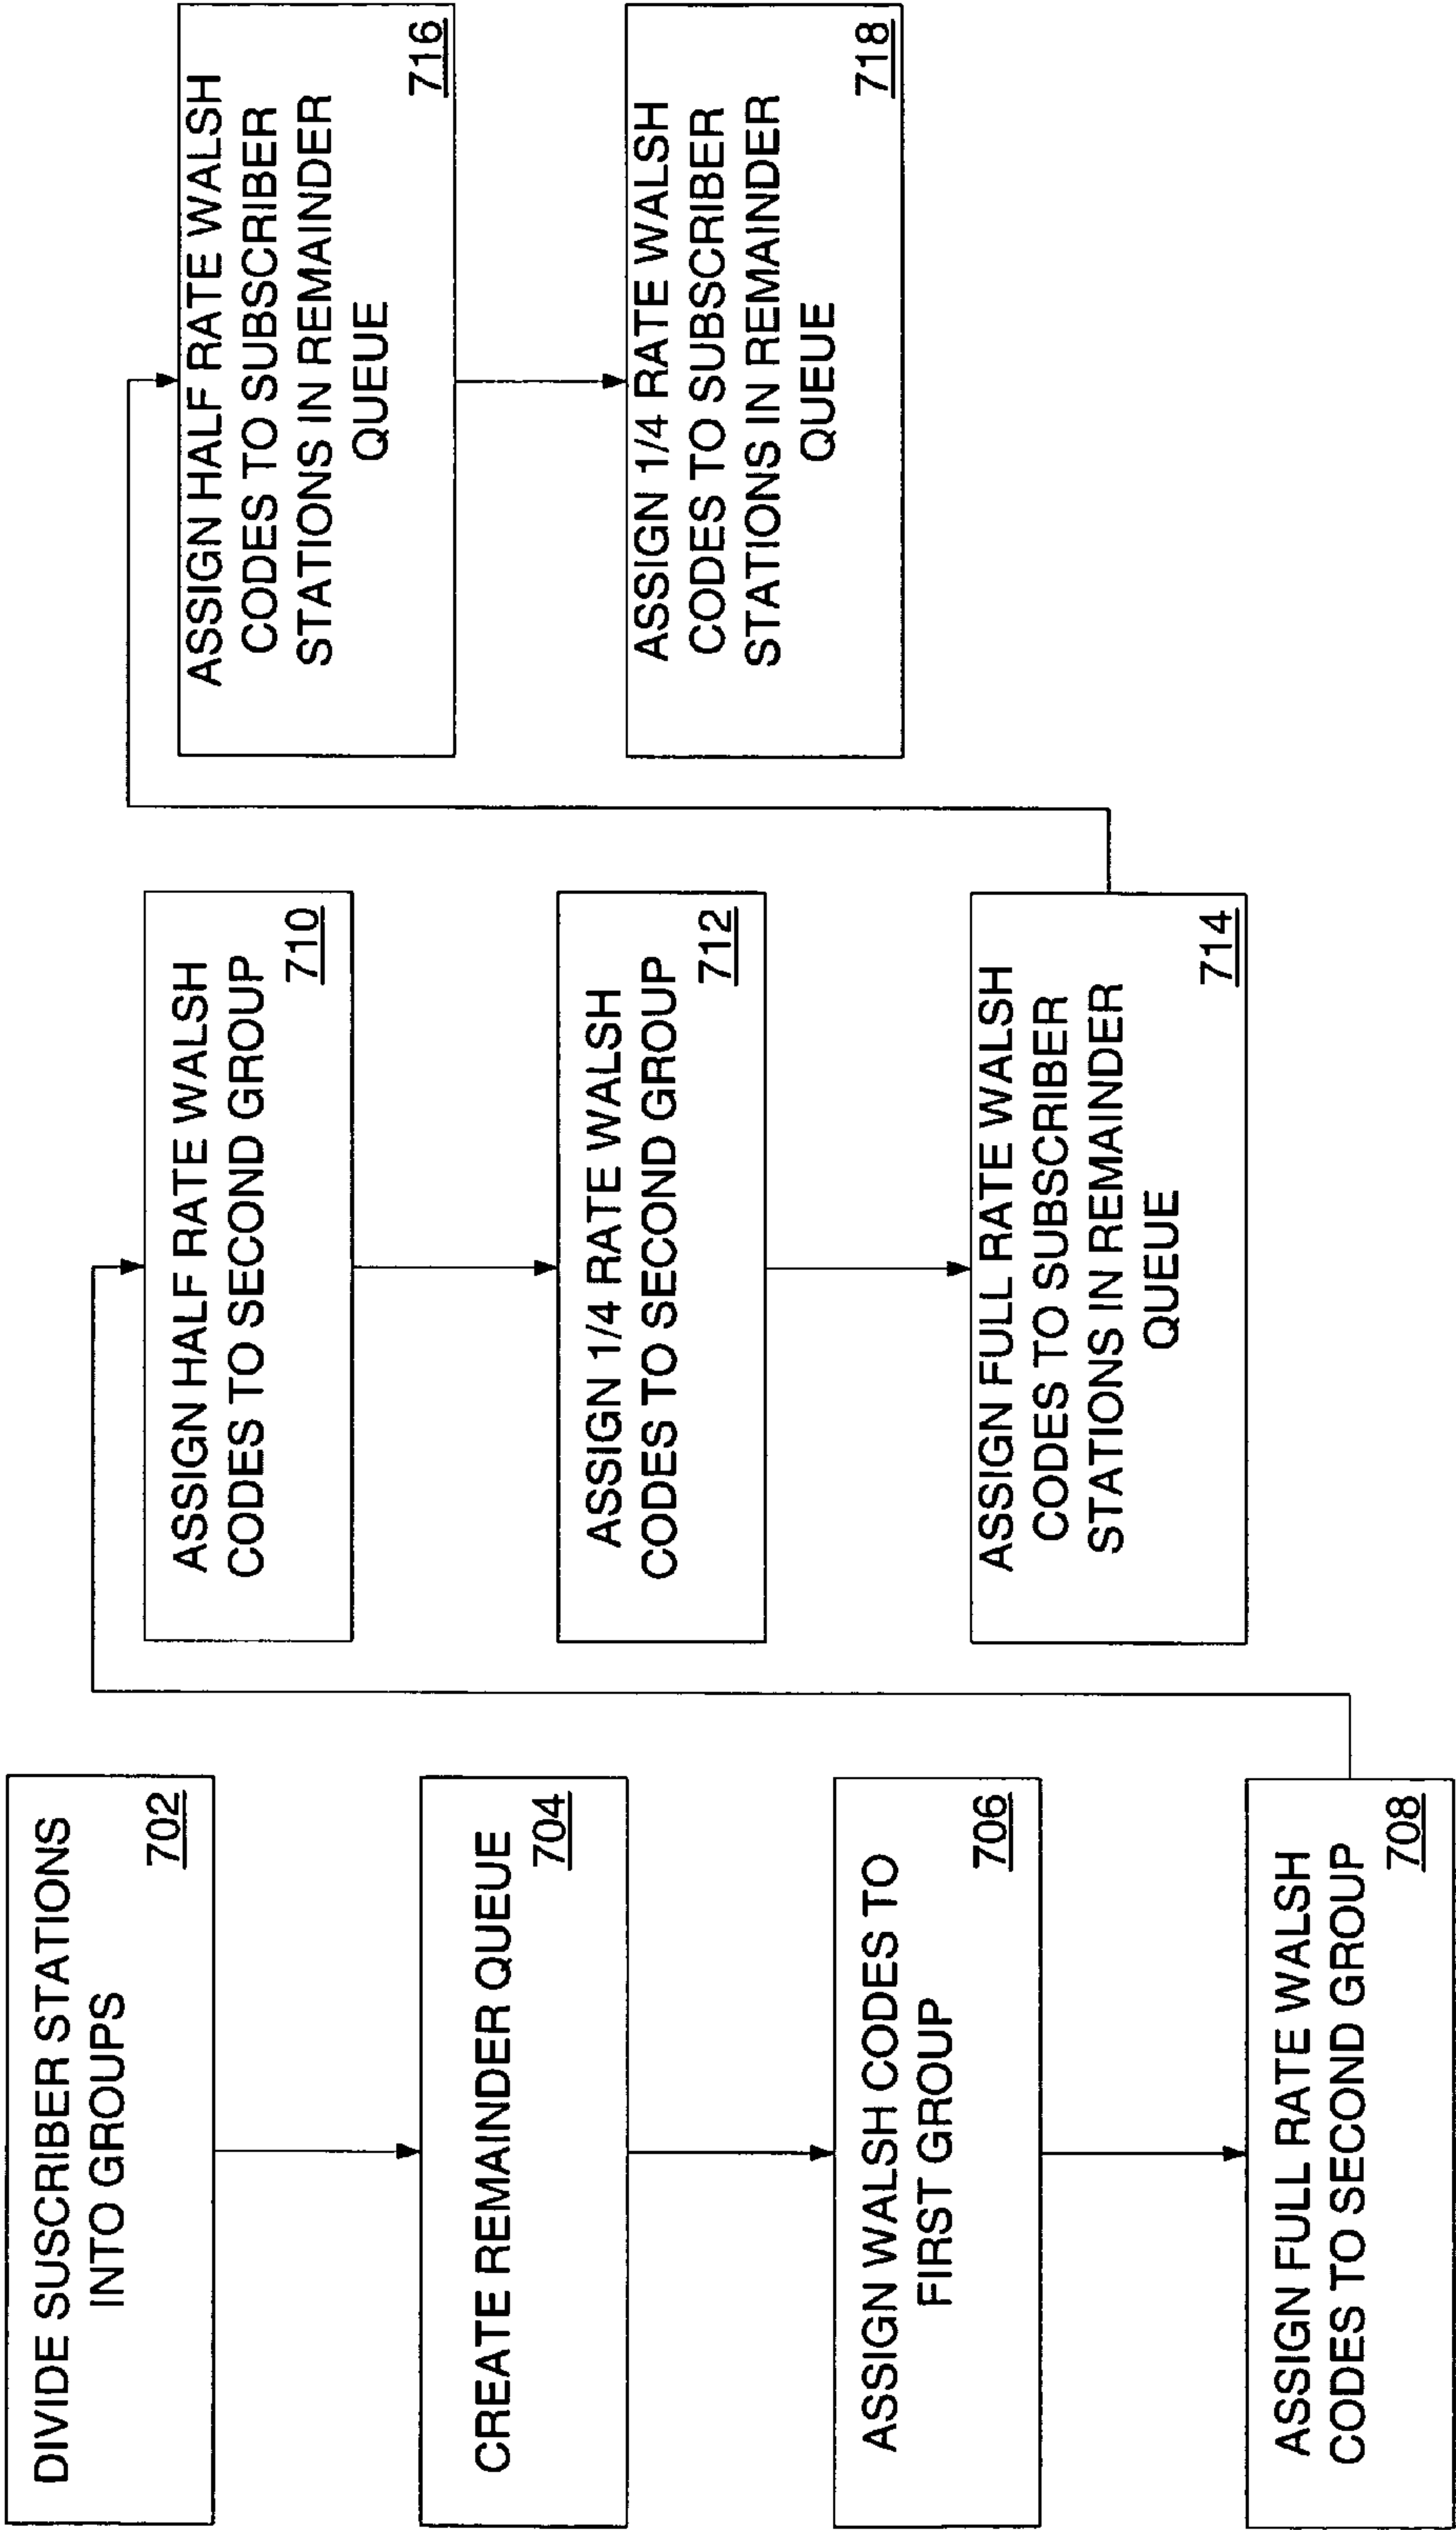 DIVIDE SUSCRIBER STATIONS
INTO GROUPS
702
CREATE REMAINDER QUEUE
704
ASSIGN WALSH CODES TO
FIRST GROUP
706
ASSIGN FULL RATE WALSH
CODES TO SECOND GROUP
708
ASSIGN HALF RATE WALSH
CODES TO SECOND GROUP
710
ASSIGN 1/4 RATE WALSH
CODES TO SECOND GROUP
712
ASSIGN FULL RATE WALSH
CODES TO SUBSCRIBER
STATIONS IN REMAINDER
QUEUE
714
ASSIGN HALF RATE WALSH
CODES TO SUBSCRIBER
STATIONS IN REMAINDER
QUEUE
716
ASSIGN 1/4 RATE WALSH
CODES TO SUBSCRIBER
STATIONS IN REMAINDER
QUEUE
718